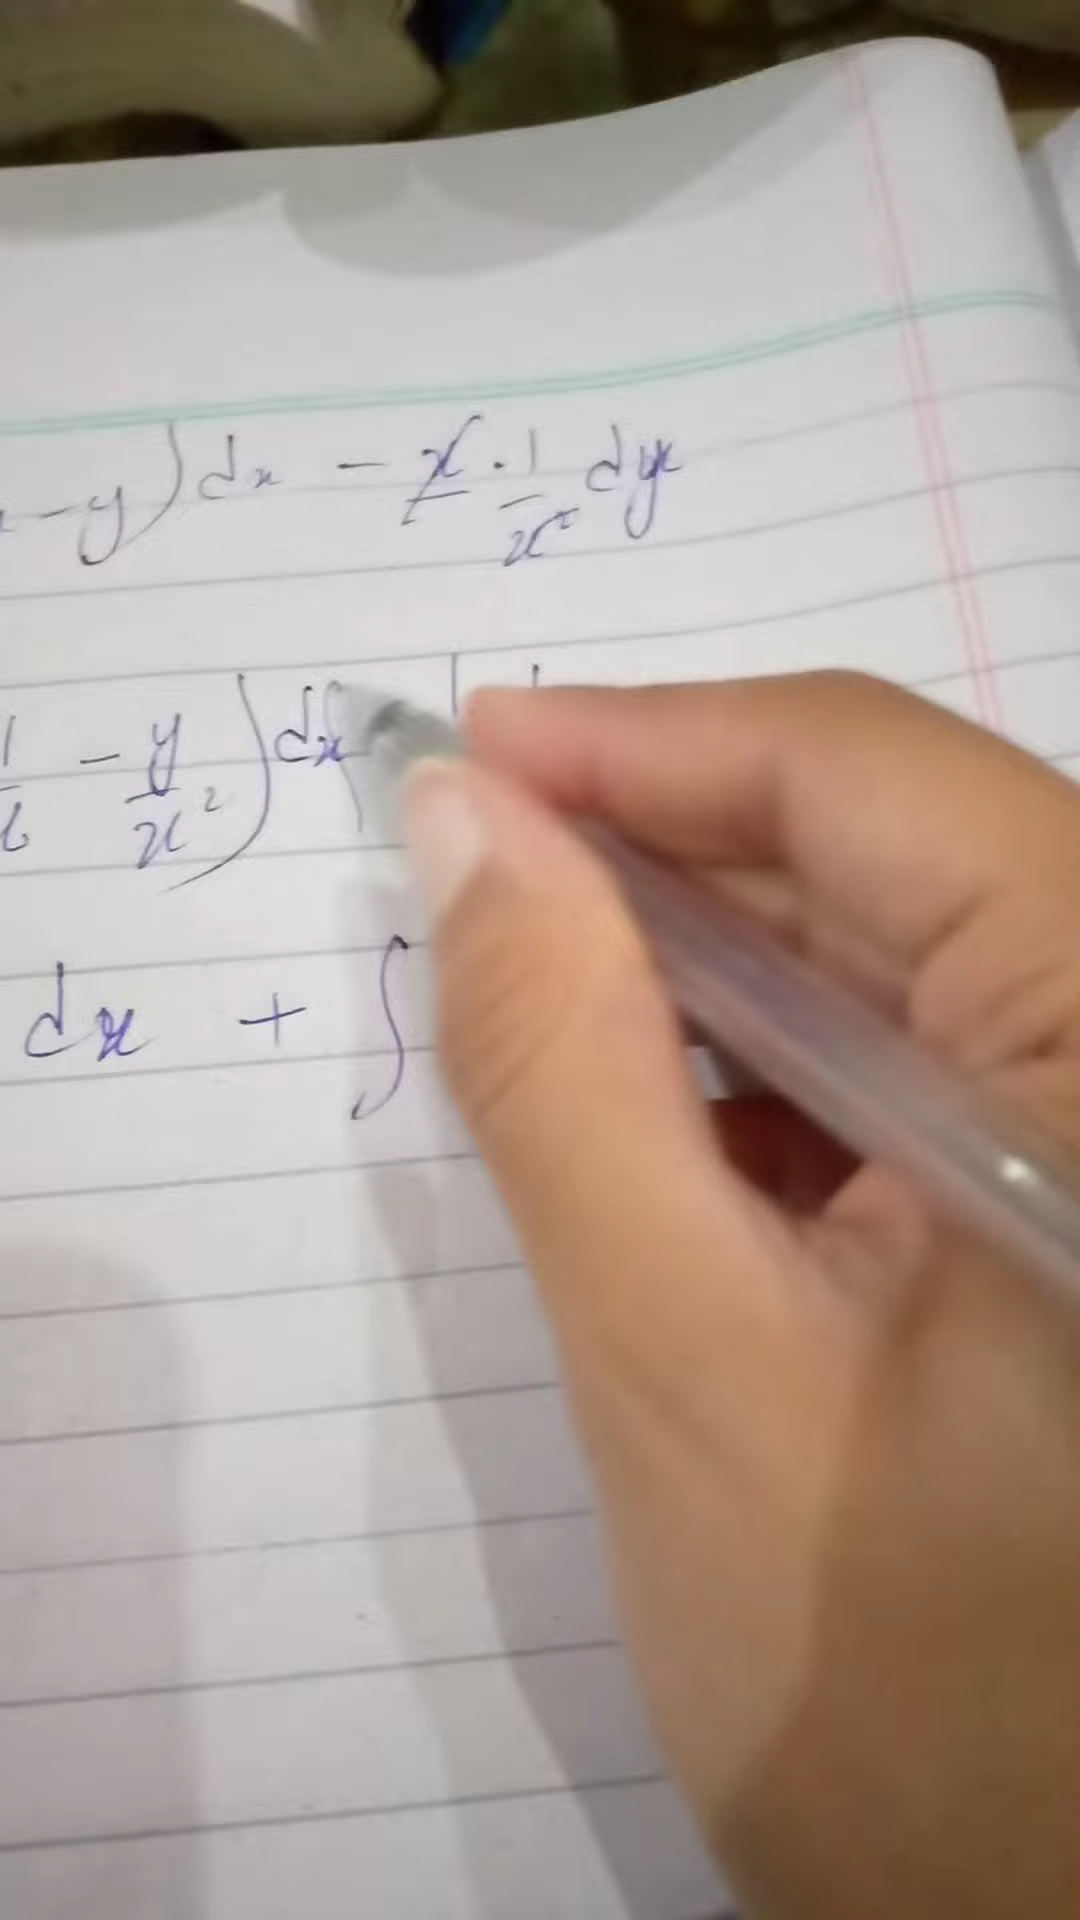 -y) dx - x · 1/x² dy
1/x - y/x²) dx
dx + ∫